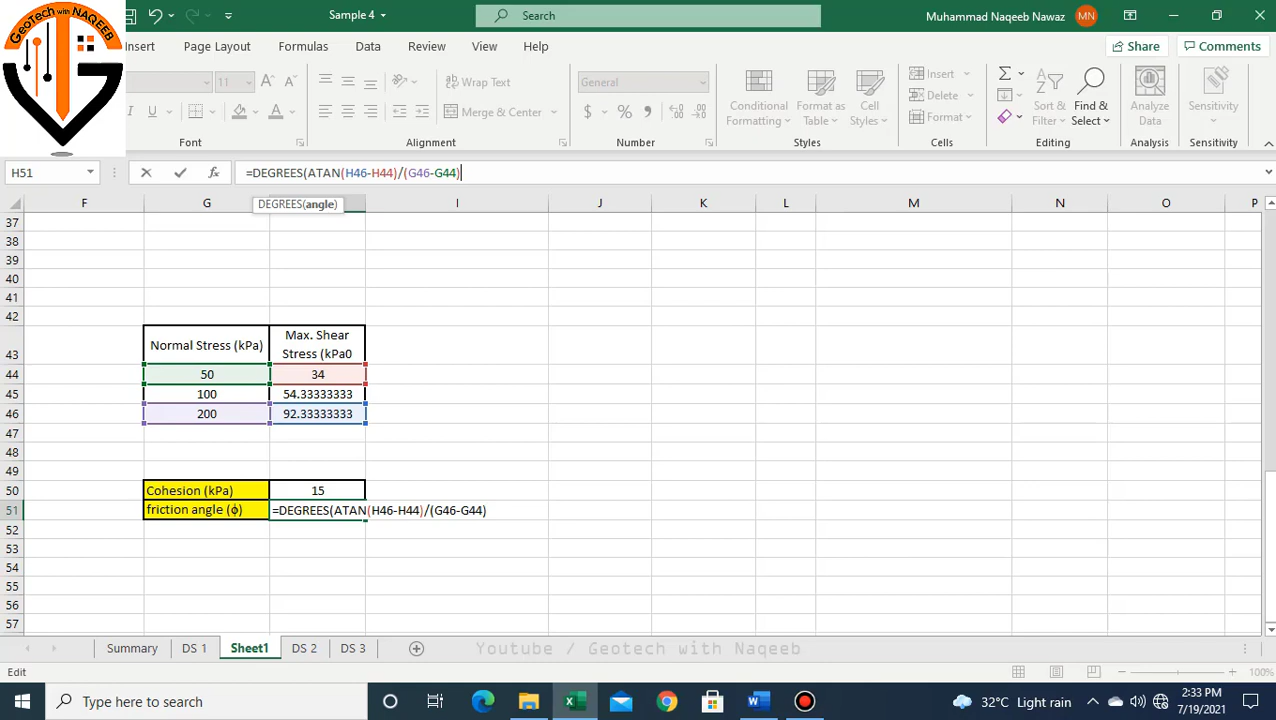 GeoTech with NAQEEB
Sample 4
Search
Muhammad Naqeeb Nawaz
MN
Insert
Page Layout
Formulas
Data
Review
View
Help
Share
Comments
11
Wrap Text
General
Merge & Center
Conditional Formatting
Format as Table
Cell Styles
Insert
Delete
Format
Sort & Filter
Find & Select
Analyze Data
Sensitivity
Font
Alignment
Number
Styles
Cells
Editing
Analysis
Sensitivity
H51
fx
=DEGREES(ATAN(H46-H44)/(G46-G44)
DEGREES(angle)
F G I J K L M N O P
37
38
39
40
41
42
43 Normal Stress (kPa) Max. Shear Stress (kPa0
44 50 34
45 100 54.33333333
46 200 92.33333333
47
48
49
50 Cohesion (kPa) 15
51 friction angle (ϕ) =DEGREES(ATAN(H46-H44)/(G46-G44)
52
53
54
55
56
57
Summary
DS 1
Sheet1
DS 2
DS 3
Youtube / Geotech with Naqeeb
Edit
100%
Type here to search
32°C Light rain
2:33 PM
7/19/2021